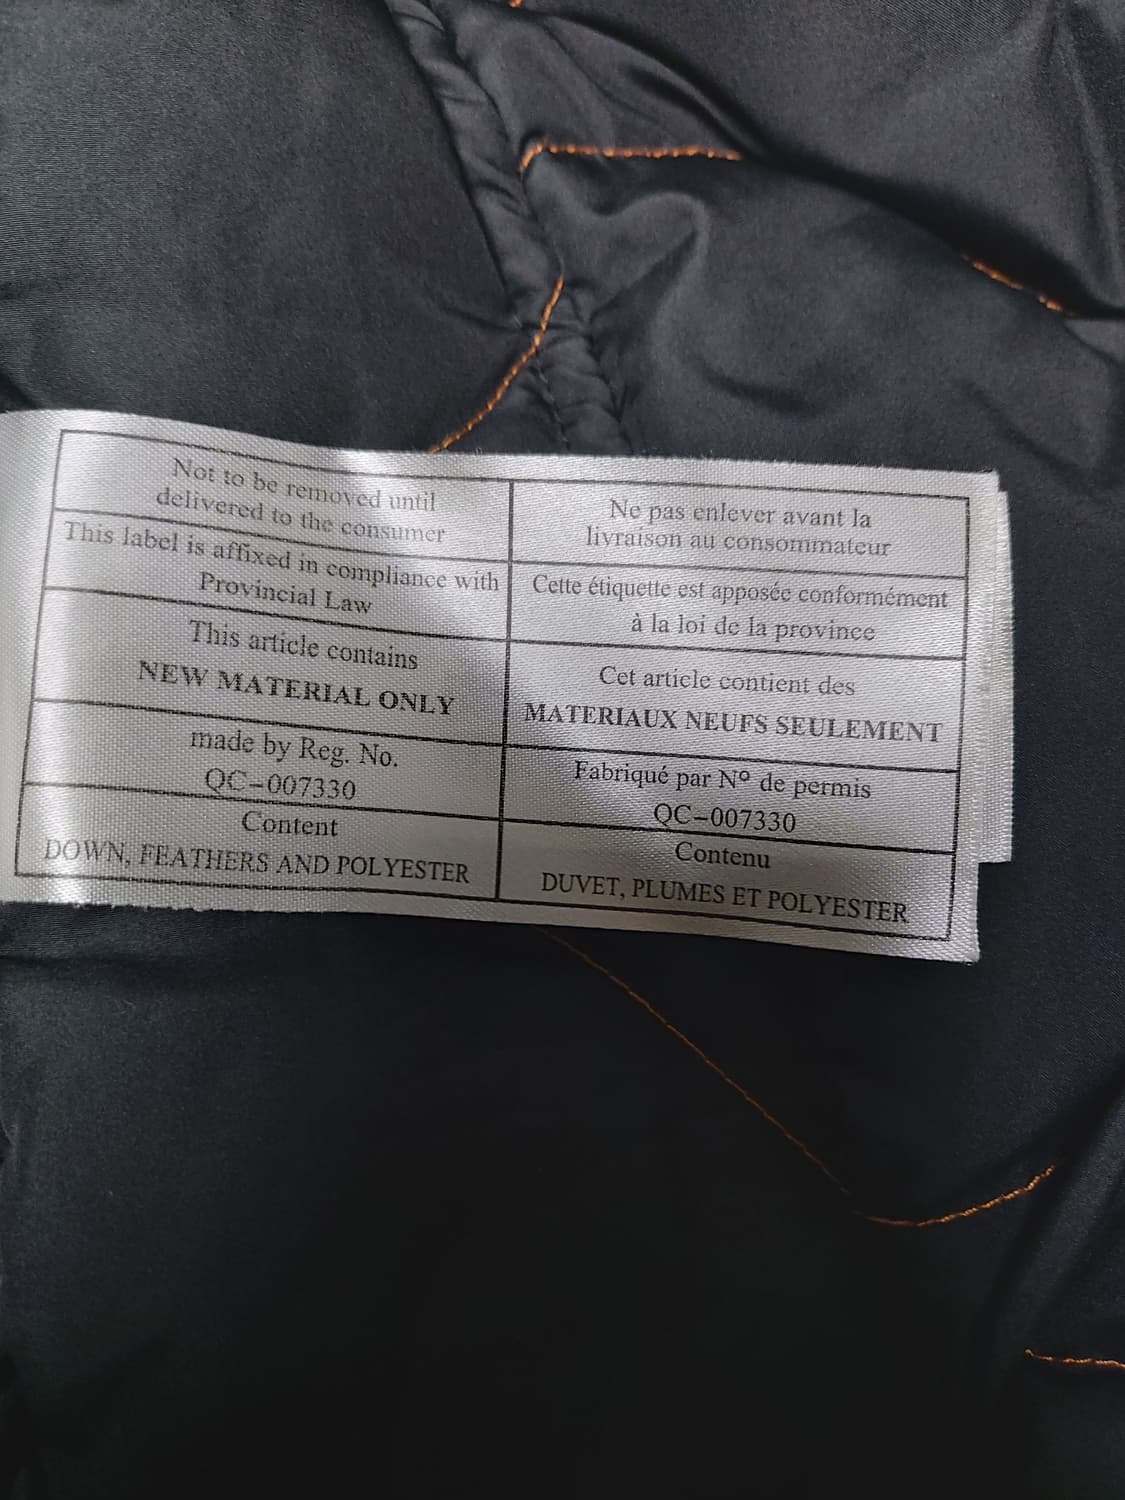 Not to be removed until
delivered to the consumer
This label is affixed in compliance with
Provincial Law
This article contains
NEW MATERIAL ONLY
made by Reg. No.
QC-007330
Content
DOWN, FEATHERS AND POLYESTER
Ne pas enlever avant la
livraison au consommateur
Cette étiquette est apposée conformément
à la loi de la province
Cet article contient des
MATERIAUX NEUFS SEULEMENT
Fabriqué par Nº de permis
QC-007330
Contenu
DUVET, PLUMES ET POLYESTER